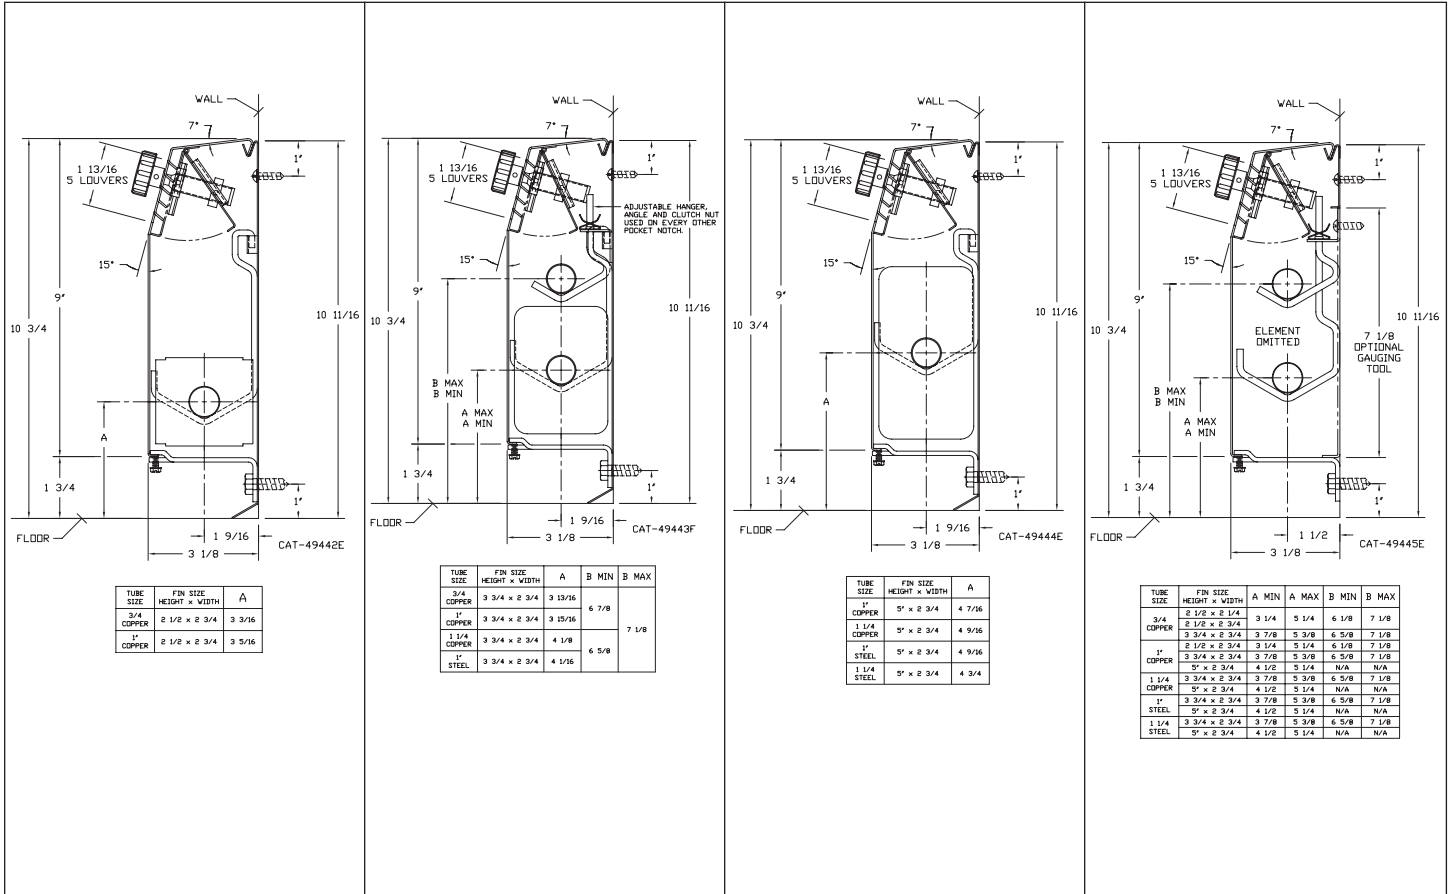 WALL
7°
1 13/16
5 LOUVERS
1"
15°
9"
10 3/4
10 11/16
A
1 3/4
1"
FLOOR
1 9/16
3 1/8
CAT-49442E
TUBE SIZE FIN SIZE HEIGHT x WIDTH A
3/4 COPPER 2 1/2 x 2 3/4 3 3/16
1" COPPER 2 1/2 x 2 3/4 3 5/16
WALL
7°
1 13/16
5 LOUVERS
1"
ADJUSTABLE HANGER,
ANGLE AND CLUTCH NUT
USED ON EVERY OTHER
POCKET NOTCH.
15°
9"
10 3/4
10 11/16
B MAX
B MIN
A MAX
A MIN
1 3/4
1"
FLOOR
1 9/16
3 1/8
CAT-49443F
TUBE SIZE FIN SIZE HEIGHT x WIDTH A B MIN B MAX
3/4 COPPER 3 3/4 x 2 3/4 3 13/16 6 7/8 7 1/8
1" COPPER 3 3/4 x 2 3/4 3 15/16
1 1/4 COPPER 3 3/4 x 2 3/4 4 1/8 6 5/8
1" STEEL 3 3/4 x 2 3/4 4 1/16
WALL
7°
1 13/16
5 LOUVERS
1"
15°
9"
10 3/4
10 11/16
A
1 3/4
1"
1 9/16
3 1/8
CAT-49444E
TUBE SIZE FIN SIZE HEIGHT x WIDTH A
1" COPPER 5" x 2 3/4 4 7/16
1 1/4 COPPER 5" x 2 3/4 4 9/16
1" STEEL 5" x 2 3/4 4 9/16
1 1/4 STEEL 5" x 2 3/4 4 3/4
WALL
7°
1 13/16
5 LOUVERS
1"
15°
9"
10 3/4
10 11/16
ELEMENT
OMITTED
7 1/8
OPTIONAL
GAUGING
TOOL
B MAX
B MIN
A MAX
A MIN
1 3/4
1"
FLOOR
1 1/2
3 1/8
CAT-49445E
TUBE SIZE FIN SIZE HEIGHT x WIDTH A MIN A MAX B MIN B MAX
3/4 COPPER 2 1/2 x 2 1/4 3 1/4 5 1/4 6 1/8 7 1/8
2 1/2 x 2 3/4
3 3/4 x 2 3/4 3 7/8 5 3/8 6 5/8 7 1/8
1" COPPER 2 1/2 x 2 3/4 3 1/4 5 1/4 6 1/8 7 1/8
3 3/4 x 2 3/4 3 7/8 5 3/8 6 5/8 7 1/8
5" x 2 3/4 4 1/2 5 1/4 N/A N/A
1 1/4 COPPER 3 3/4 x 2 3/4 3 7/8 5 3/8 6 5/8 7 1/8
5" x 2 3/4 4 1/2 5 1/4 N/A N/A
1" STEEL 3 3/4 x 2 3/4 3 7/8 5 3/8 6 5/8 7 1/8
5" x 2 3/4 4 1/2 5 1/4 N/A N/A
1 1/4 STEEL 3 3/4 x 2 3/4 3 7/8 5 3/8 6 5/8 7 1/8
5" x 2 3/4 4 1/2 5 1/4 N/A N/A